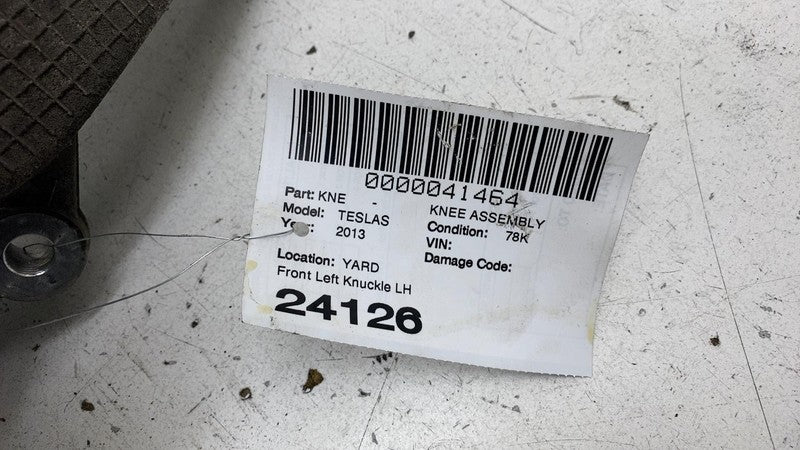 0000041464
Part: KNE - KNEE ASSEMBLY
Model: TESLAS Condition: 78K
Year: 2013 VIN:
Damage Code:
Location: YARD
Front Left Knuckle LH
24126